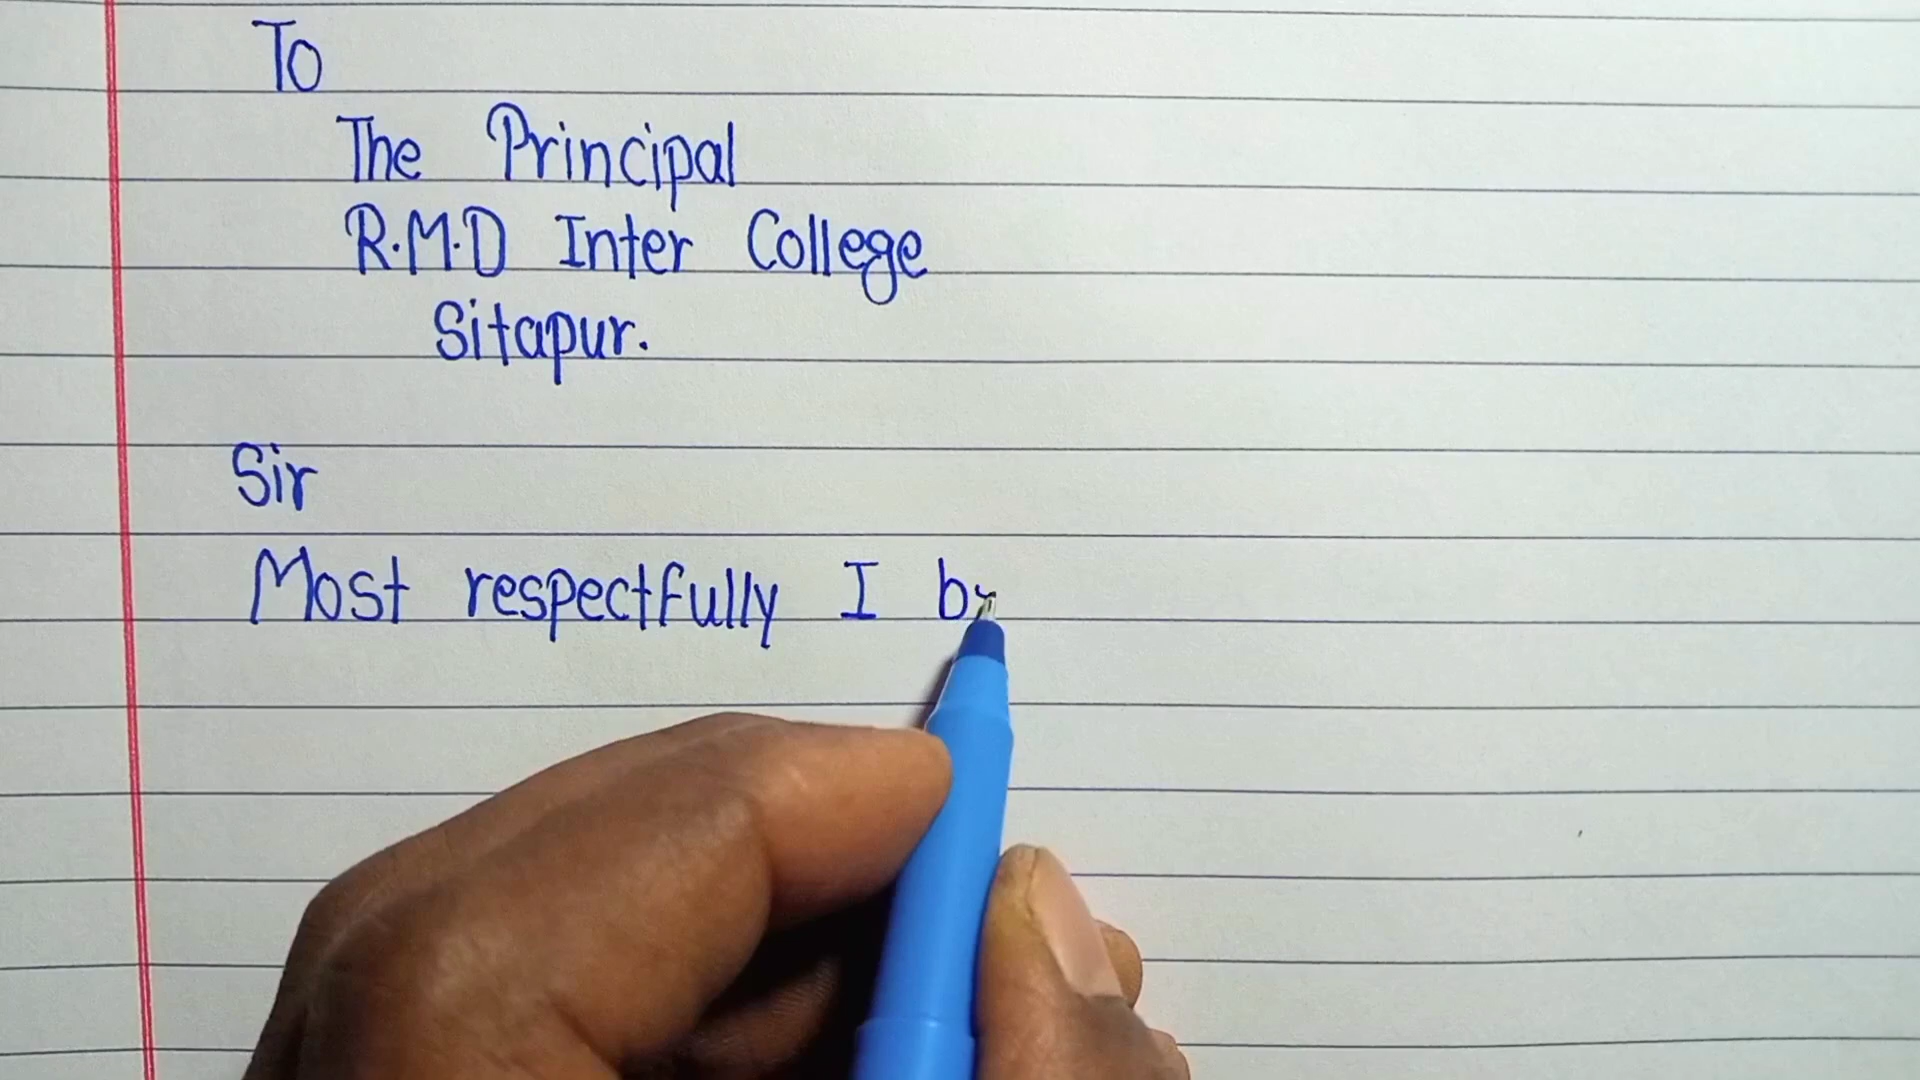 To
The Principal
R.M.D Inter College
Sitapur.
Sir
Most respectfully I